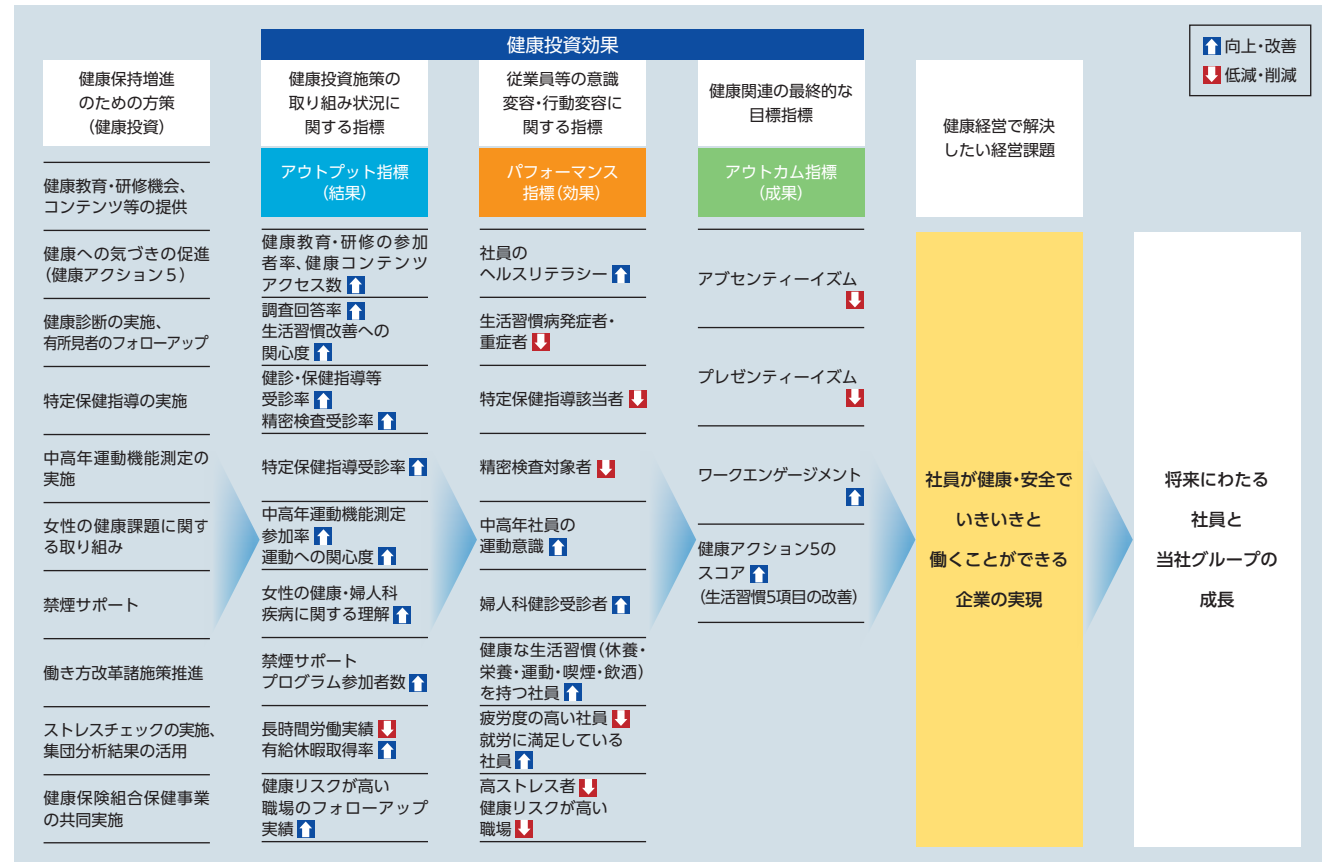 健康投資効果
向上・改善
低減・削減
健康保持増進
のための方策
（健康投資）
健康教育・研修機会、
コンテンツ等の提供
健康への気づきの促進
（健康アクション５）
健康診断の実施、
有所見者のフォローアップ
特定保健指導の実施
中高年運動機能測定の
実施
女性の健康課題に関す
る取り組み
禁煙サポート
働き方改革諸施策推進
ストレスチェックの実施、
集団分析結果の活用
健康保険組合保健事業
の共同実施
健康投資施策の
取り組み状況に
関する指標
アウトプット指標
（結果）
健康教育・研修の参加
者率、健康コンテンツ
アクセス数
調査回答率
生活習慣改善への
関心度
健診・保健指導等
受診率
精密検査受診率
特定保健指導受診率
中高年運動機能測定
参加率
運動への関心度
女性の健康・婦人科
疾病に関する理解
禁煙サポート
プログラム参加者数
長時間労働実績
有給休暇取得率
健康リスクが高い
職場のフォローアップ
実績
従業員等の意識
変容・行動変容に
関する指標
パフォーマンス
指標（効果）
社員の
ヘルスリテラシー
生活習慣病発症者・
重症者
特定保健指導該当者
精密検査対象者
中高年社員の
運動意識
婦人科健診受診者
健康な生活習慣（休養・
栄養・運動・喫煙・飲酒）
を持つ社員
疲労度の高い社員
就労に満足している
社員
高ストレス者
健康リスクが高い
職場
健康関連の最終的な
目標指標
アウトカム指標
（成果）
アブセンティーイズム
プレゼンティーイズム
ワークエンゲージメント
健康アクション5の
スコア
（生活習慣5項目の改善）
健康経営で解決
したい経営課題
社員が健康・安全で
いきいきと
働くことができる
企業の実現
将来にわたる
社員と
当社グループの
成長